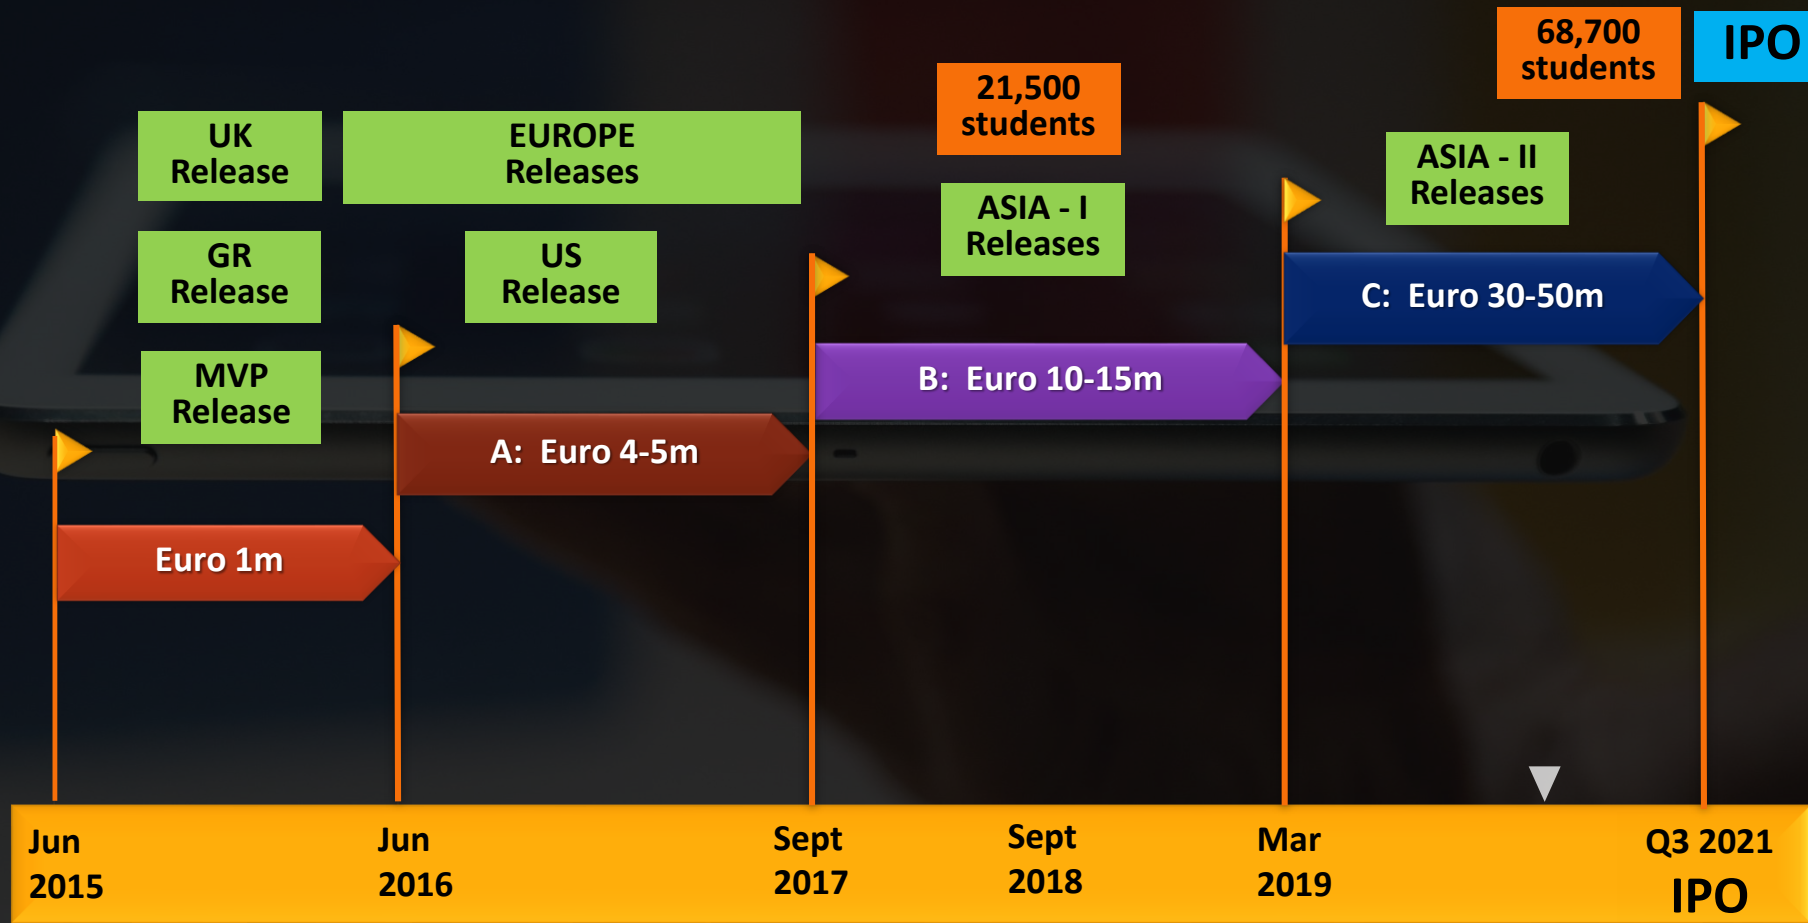 68,700
students
IPO
21,500
students
UK
Release
EUROPE
Releases
ASIA - II
Releases
ASIA - I
Releases
GR
Release
US
Release
C:  Euro 30-50m
MVP
Release
B:  Euro 10-15m
A:  Euro 4-5m
Euro 1m
Jun
2015
Jun
2016
Sept
2017
Sept
2018
Mar
2019
Q3 2021
IPO